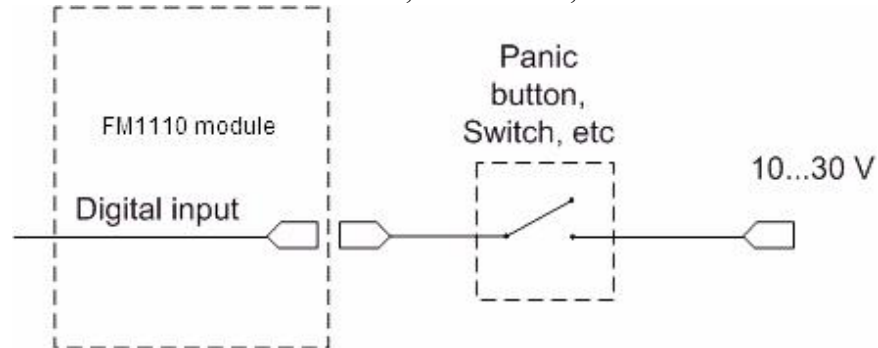 Panic
button,
Switch, etc
FM1110 module
10...30 V
Digital input